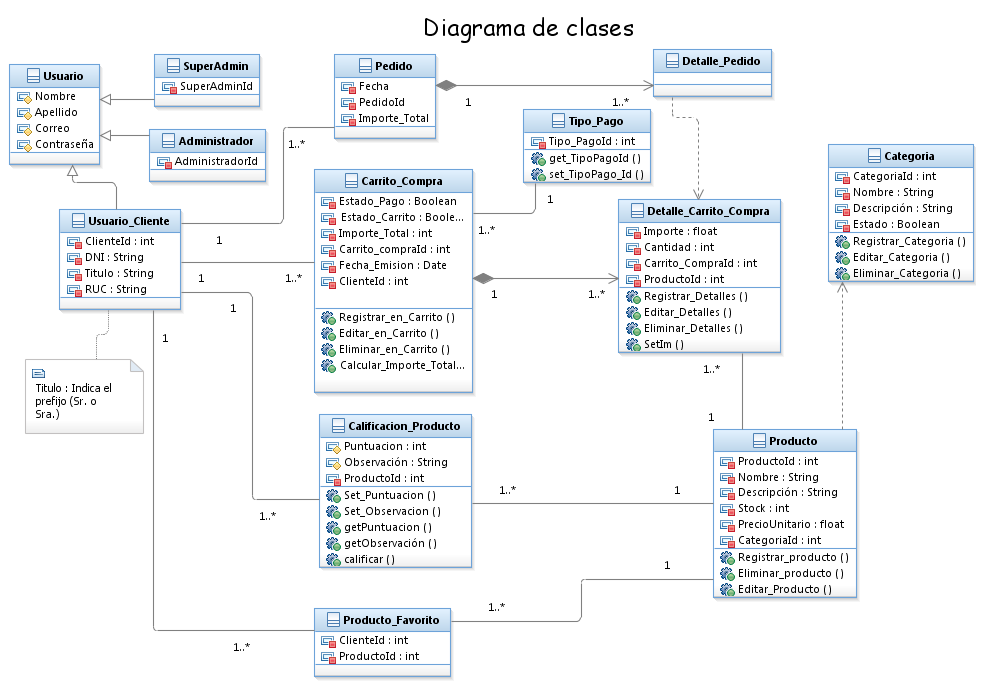 Diagrama de clases
Usuario
Nombre
Apellido
Correo
Contraseña
SuperAdmin
SuperAdminId
Administrador
AdministradorId
Pedido
Fecha
PedidoId
Importe_Total
Detalle_Pedido
1
1..*
1..*
1
Tipo_Pago
Tipo_PagoId : int
get_TipoPagoId ()
set_TipoPago_Id ()
1
1..*
Categoria
CategoriaId : int
Nombre : String
Descripción : String
Estado : Boolean
Registrar_Categoria ()
Editar_Categoria ()
Eliminar_Categoria ()
Usuario_Cliente
ClienteId : int
DNI : String
Titulo : String
RUC : String
Carrito_Compra
Estado_Pago : Boolean
Estado_Carrito : Boole...
Importe_Total : int
Carrito_compraId : int
Fecha_Emision : Date
ClienteId : int
Registrar_en_Carrito ()
Editar_en_Carrito ()
Eliminar_en_Carrito ()
Calcular_Importe_Total...
1
1..*
1
1..*
Detalle_Carrito_Compra
Importe : float
Cantidad : int
Carrito_CompraId : int
ProductoId : int
Registrar_Detalles ()
Editar_Detalles ()
Eliminar_Detalles ()
SetIm ()
1..*
1
Titulo : Indica el
prefijo (Sr. o
Sra.)
1
1..*
1
1..*
Calificacion_Producto
Puntuacion : int
Observación : String
ProductoId : int
Set_Puntuacion ()
Set_Observacion ()
getPuntuacion ()
getObservación ()
calificar ()
1..*
1
Producto
ProductoId : int
Nombre : String
Descripción : String
Stock : int
PrecioUnitario : float
CategoriaId : int
Registrar_producto ()
Eliminar_producto ()
Editar_Producto ()
1
1..*
Producto_Favorito
ClienteId : int
ProductoId : int